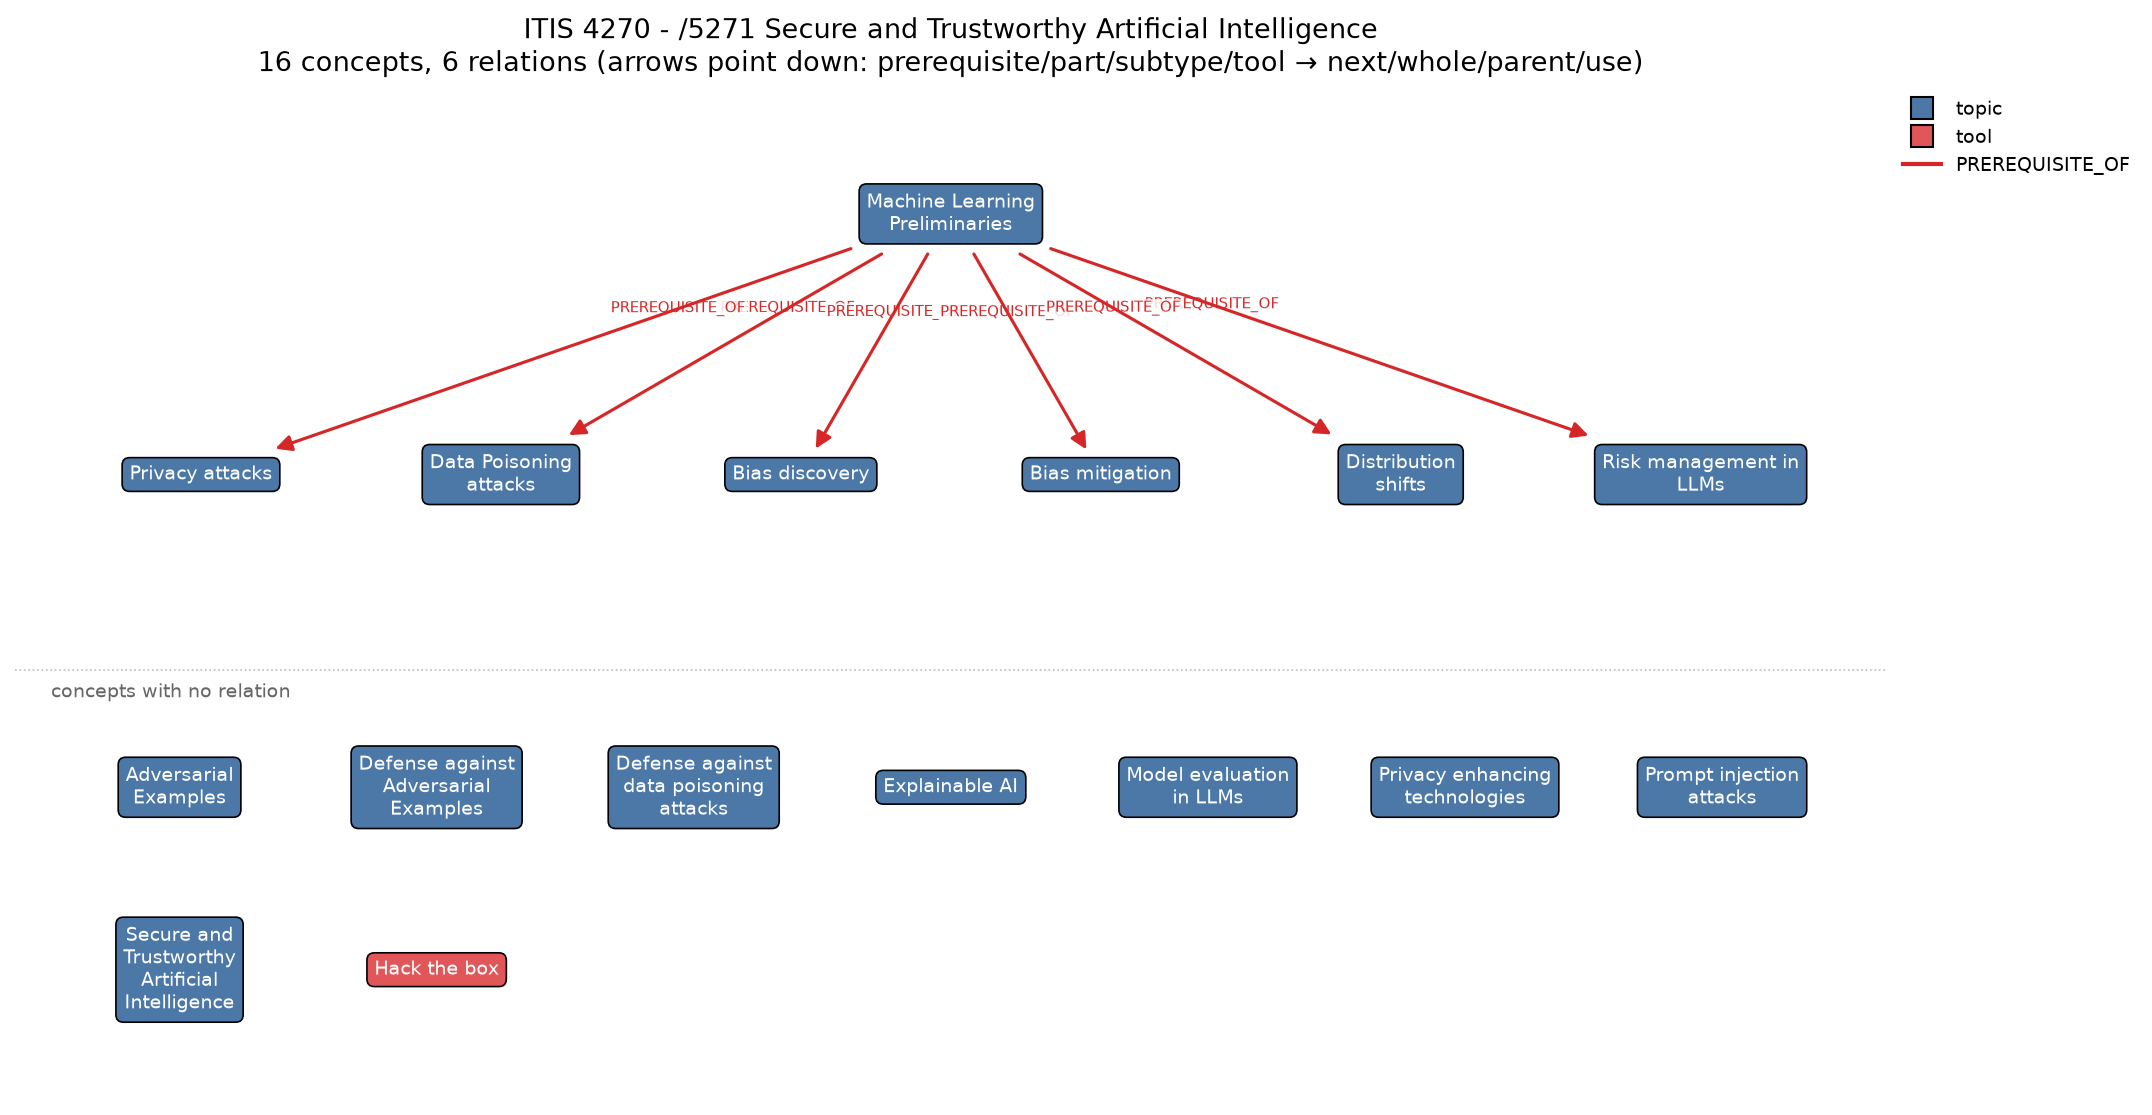 ITIS 4270 - /5271 Secure and Trustworthy Artificial Intelligence
16 concepts, 6 relations (arrows point down: prerequisite/part/subtype/tool → next/whole/parent/use)
topic
tool
PREREQUISITE_OF
Machine Learning
Preliminaries
PREREQUISITE_OF
PREREQUISITE_OF
PREREQUISITE_
PREREQUISITE_
PREREQUISITE_OF
PREREQUISITE_OF
Privacy attacks
Data Poisoning
attacks
Bias discovery
Bias mitigation
Distribution
shifts
Risk management in
LLMs
concepts with no relation
Adversarial
Examples
Defense against
Adversarial
Examples
Defense against
data poisoning
attacks
Explainable AI
Model evaluation
in LLMs
Privacy enhancing
technologies
Prompt injection
attacks
Secure and
Trustworthy
Artificial
Intelligence
Hack the box